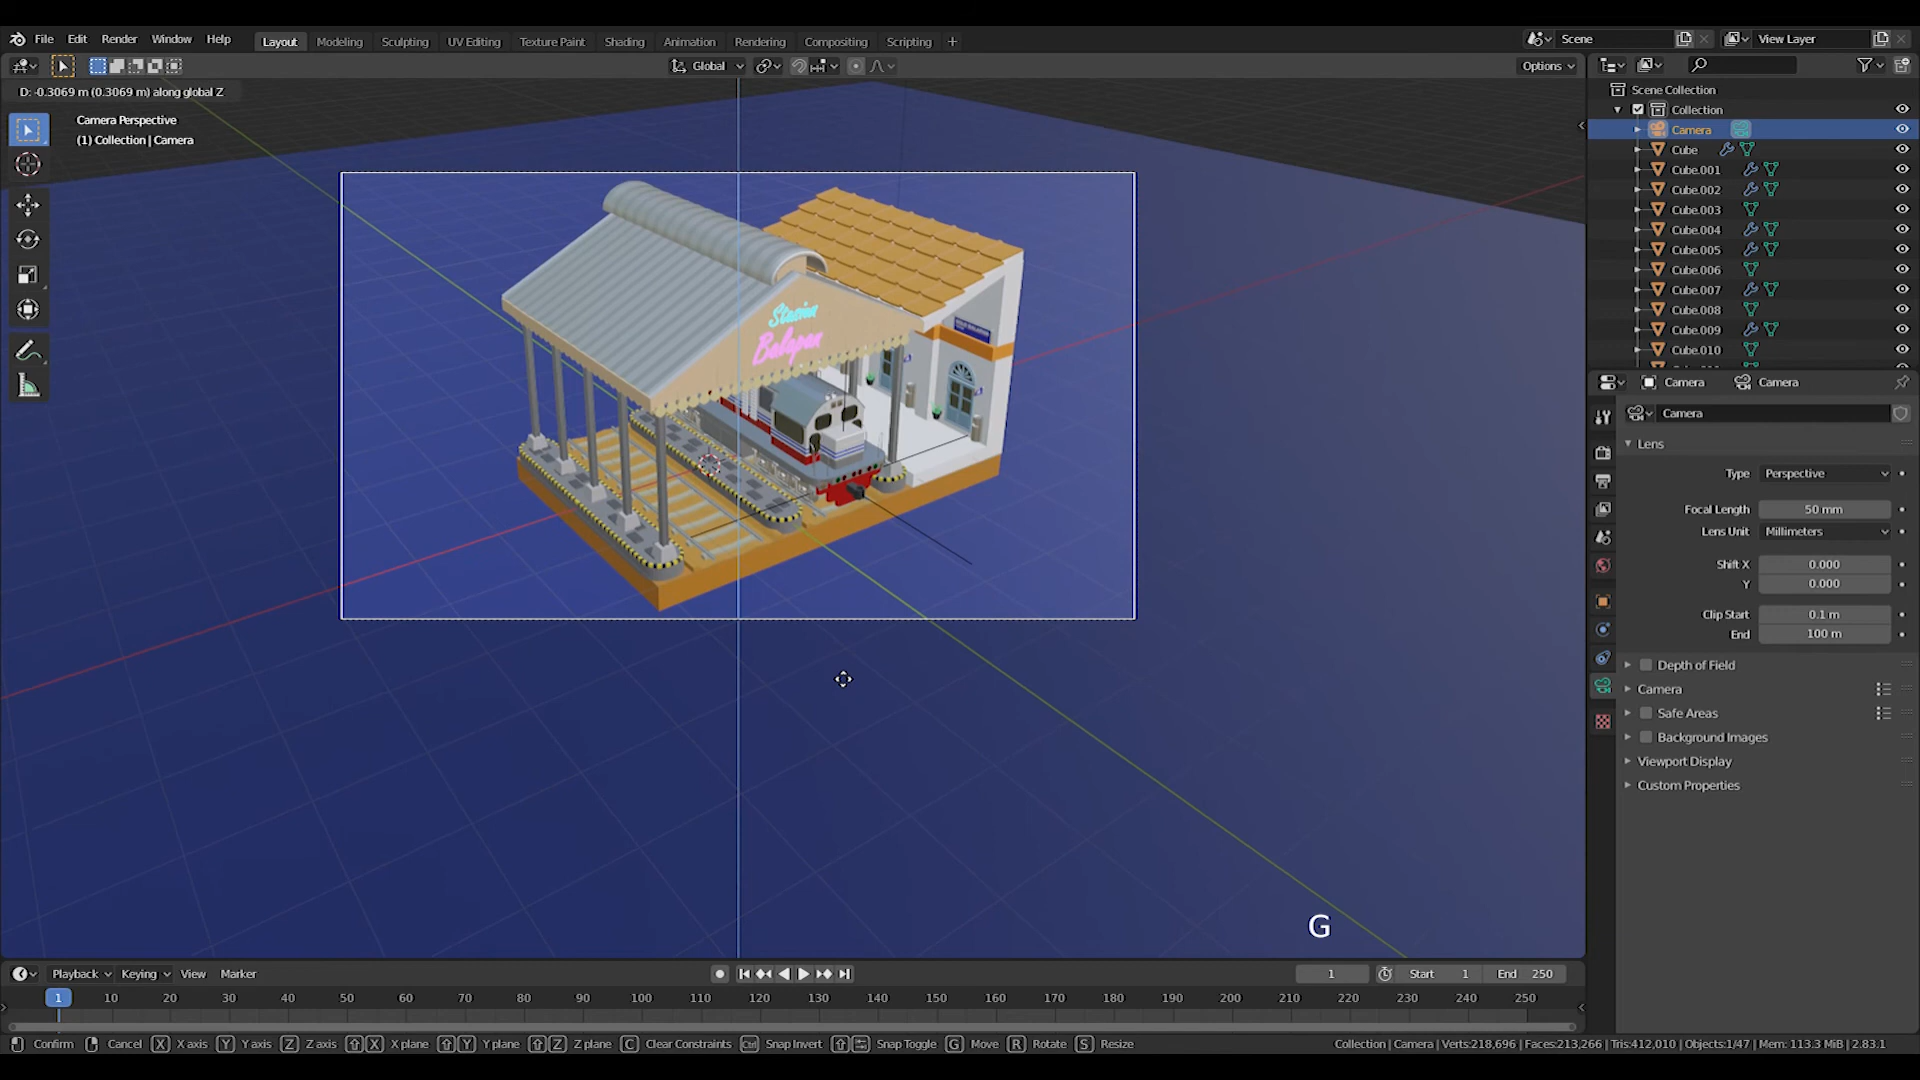 File Edit Render Window Help Layout Modeling Sculpting UV Editing Texture Paint Shading Animation Rendering Compositing Scripting + Scene View Layer
Global Options
D: -0.3069 m (0.3069 m) along global Z
Camera Perspective
(1) Collection | Camera
Stasiun
Balapan
G
Scene Collection
Collection
Camera
Cube
Cube.001
Cube.002
Cube.003
Cube.004
Cube.005
Cube.006
Cube.007
Cube.008
Cube.009
Cube.010
Camera Camera
Camera
Lens
Type Perspective
Focal Length 50 mm
Lens Unit Millimeters
Shift X 0.000
Y 0.000
Clip Start 0.1 m
End 100 m
Depth of Field
Camera
Safe Areas
Background Images
Viewport Display
Custom Properties
Playback Keying View Marker 1 Start 1 End 250
1 10 20 30 40 50 60 70 80 90 100 110 120 130 140 150 160 170 180 190 200 210 220 230 240 250
Confirm Cancel X X axis Y Y axis Z Z axis X X plane Y Y plane Z Z plane C Clear Constraints Ctrl Snap Invert Snap Toggle G Move R Rotate S Resize Collection | Camera | Verts:218,696 | Faces:213,266 | Tris:412,010 | Objects:1/47 | Mem: 113.3 MiB | 2.83.1